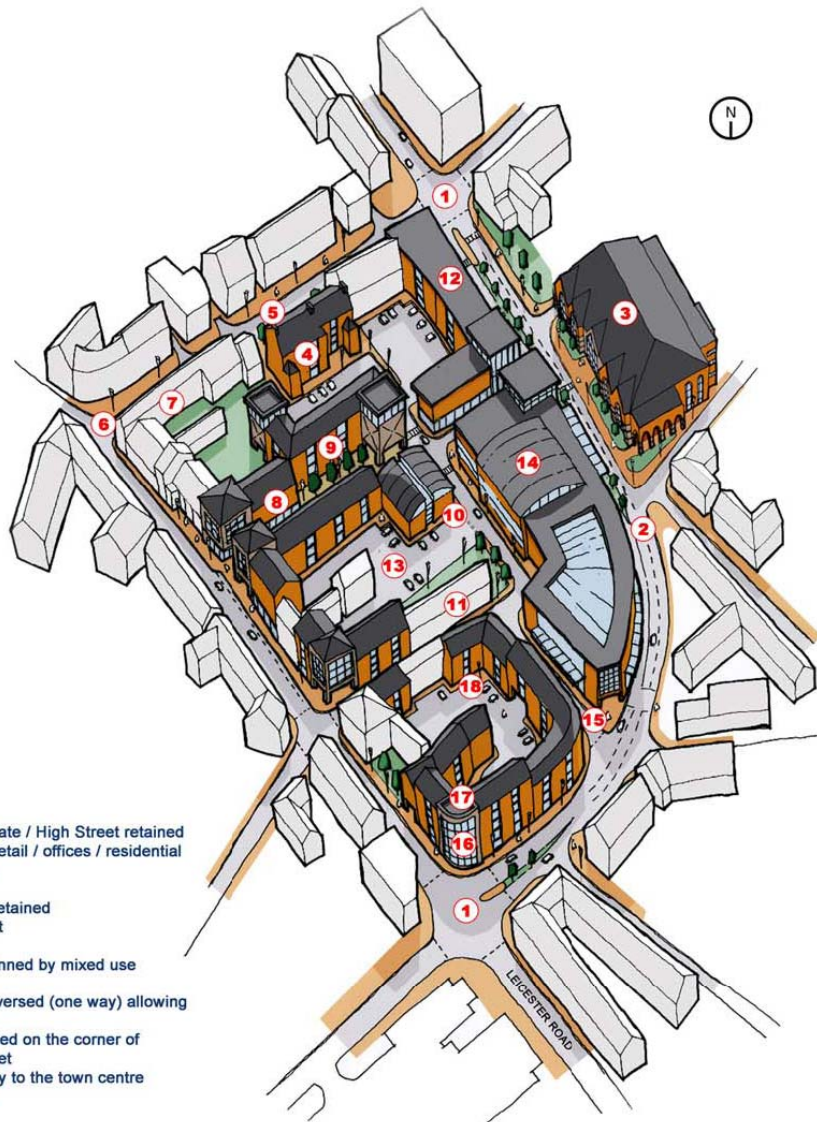 N
1
12
3
5
4
7
6
14
9
2
8
10
13
11
18
15
17
16
1
LEICESTER ROAD
ate / High Street retained
etail / offices / residential
etained
t
nned by mixed use
versed (one way) allowing
ed on the corner of
et
y to the town centre